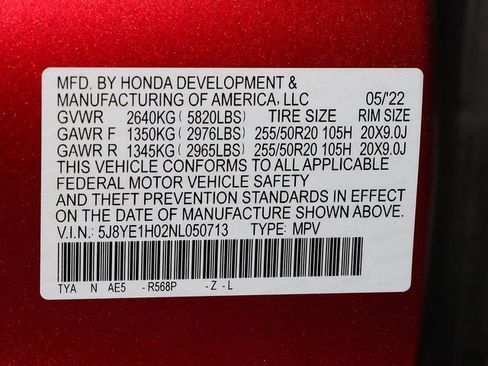 MFD. BY HONDA DEVELOPMENT &
MANUFACTURING OF AMERICA, LLC 05/'22
GVWR 2640KG ( 5820LBS) TIRE SIZE RIM SIZE
GAWR F 1350KG ( 2976LBS) 255/50R20 105H 20X9.0J
GAWR R 1345KG ( 2965LBS) 255/50R20 105H 20X9.0J
THIS VEHICLE CONFORMS TO ALL APPLICABLE
FEDERAL MOTOR VEHICLE SAFETY
AND THEFT PREVENTION STANDARDS IN EFFECT
ON THE DATE OF MANUFACTURE SHOWN ABOVE.
V.I.N.: 5J8YE1H02NL050713 TYPE: MPV
TYA N AE5 -R568P -Z-L